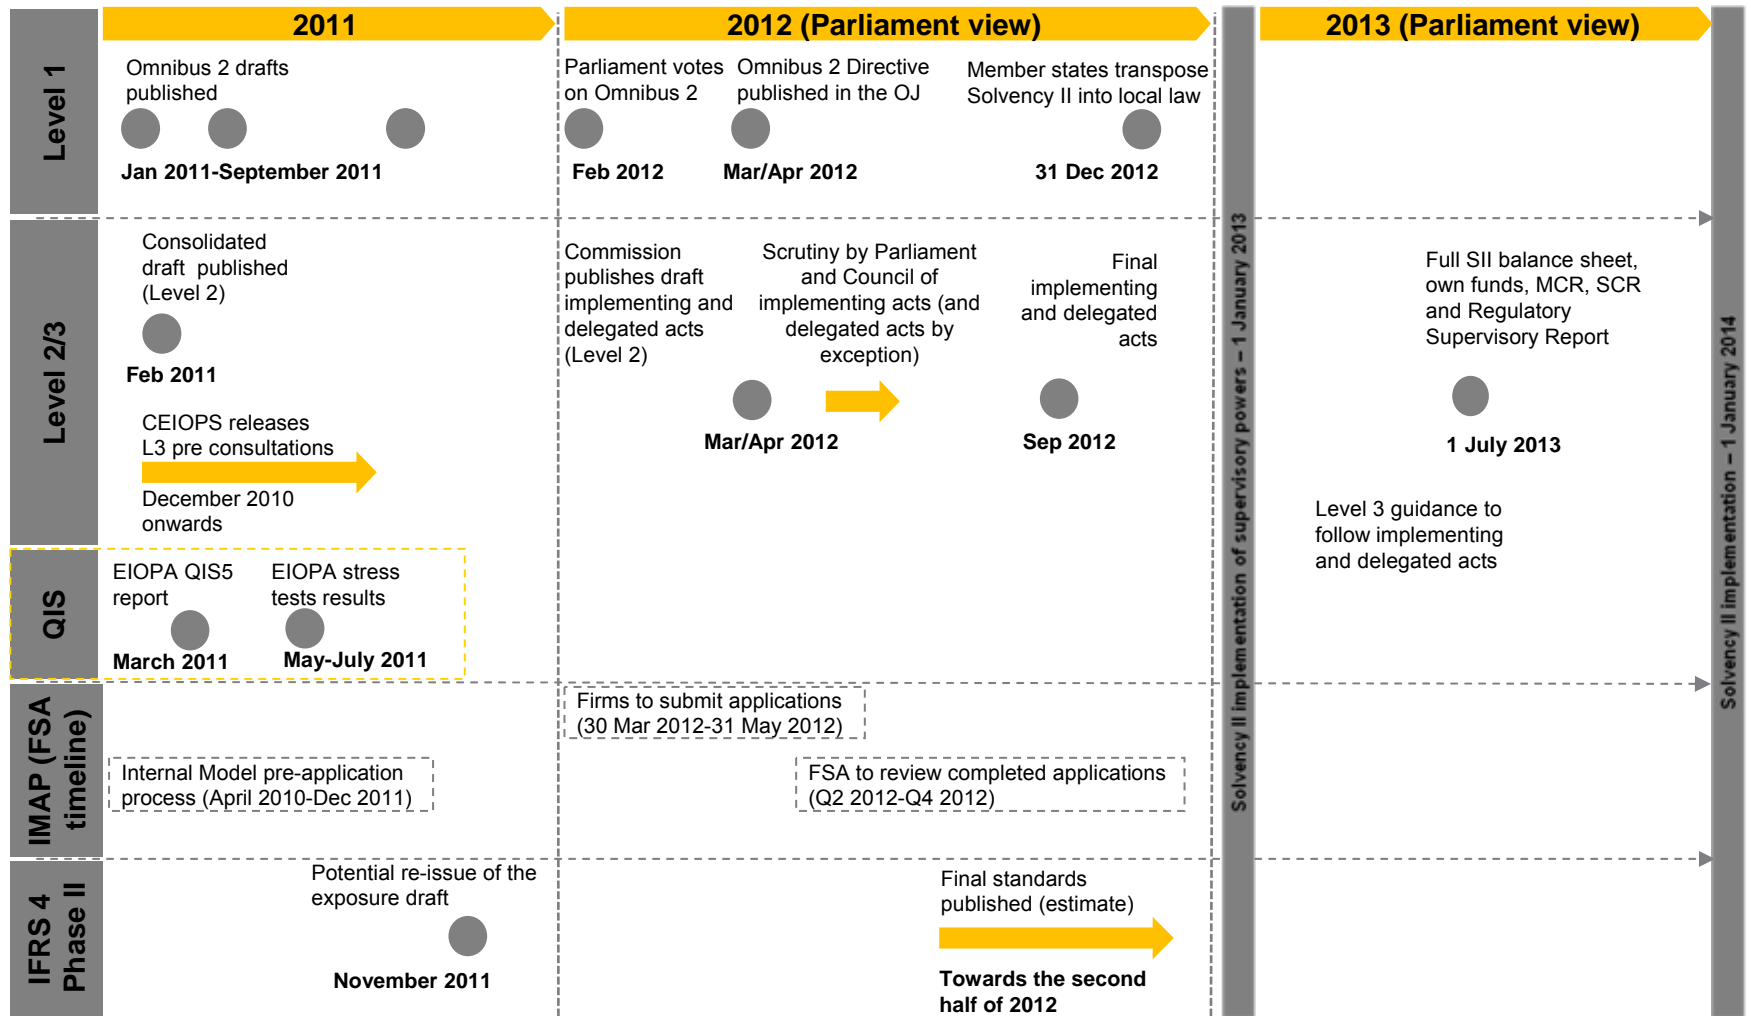 2011
2012 (Parliament view)
2013 (Parliament view)
Level 1
Omnibus 2 drafts
published
Jan 2011-September 2011
Parliament votes
on Omnibus 2
Feb 2012
Omnibus 2 Directive
published in the OJ
Mar/Apr 2012
Member states transpose
Solvency II into local law
31 Dec 2012
Level 2/3
Consolidated
draft published
(Level 2)
Feb 2011
CEIOPS releases
L3 pre consultations
December 2010
onwards
Commission
publishes draft
implementing and
delegated acts
(Level 2)
Mar/Apr 2012
Scrutiny by Parliament
and Council of
implementing acts (and
delegated acts by
exception)
Final
implementing
and delegated
acts
Sep 2012
Full SII balance sheet,
own funds, MCR, SCR
and Regulatory
Supervisory Report
1 July 2013
Level 3 guidance to
follow implementing
and delegated acts
QIS
EIOPA QIS5
report
March 2011
EIOPA stress
tests results
May-July 2011
IMAP (FSA
timeline)
Internal Model pre-application
process (April 2010-Dec 2011)
Firms to submit applications
(30 Mar 2012-31 May 2012)
FSA to review completed applications
(Q2 2012-Q4 2012)
IFRS 4
Phase II
Potential re-issue of the
exposure draft
November 2011
Final standards
published (estimate)
Towards the second
half of 2012
Solvency II implementation of supervisory powers – 1 January 2013
Solvency II implementation – 1 January 2014